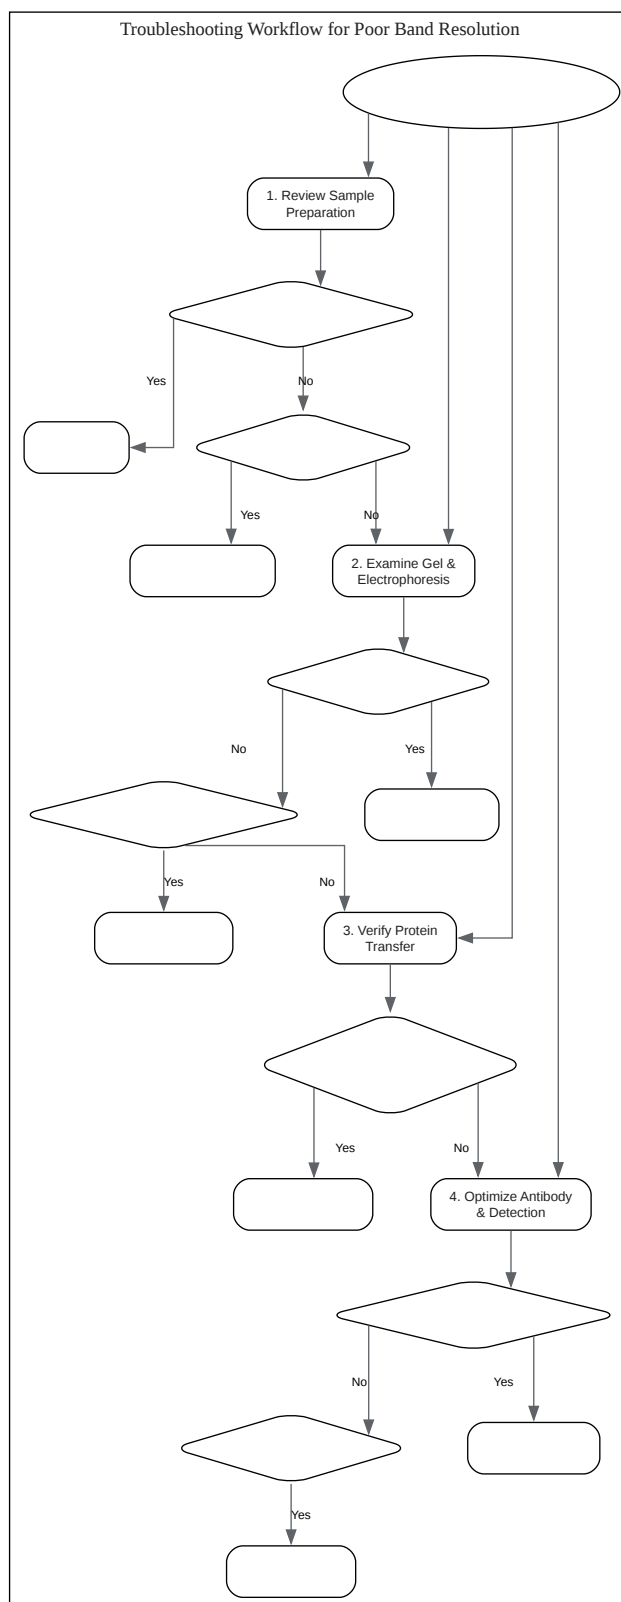 Troubleshooting Workflow for Poor Band Resolution
1. Review Sample
Preparation
Yes
No
Yes
No
2. Examine Gel &
Electrophoresis
No
Yes
Yes
No
3. Verify Protein
Transfer
Yes
No
4. Optimize Antibody
& Detection
No
Yes
Yes